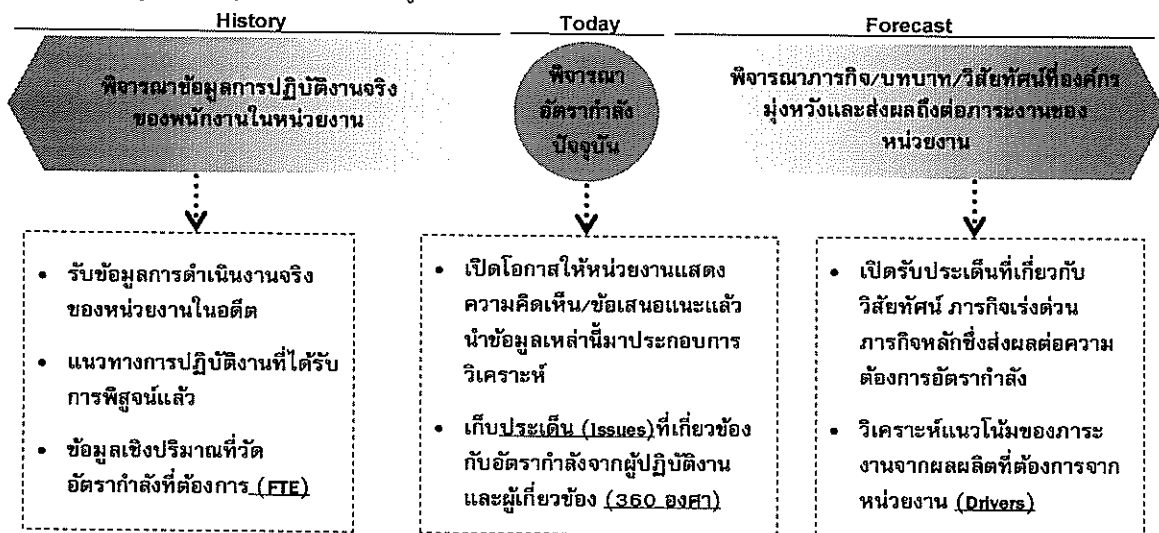 History
Today
Forecast
พิจารณาข้อมูลการปฏิบัติงานจริง
ของพนักงานในหน่วยงาน
พิจารณา
อัตรากำลัง
ปัจจุบัน
พิจารณาภารกิจ/บทบาท/วิสัยทัศน์ที่องค์กร
มุ่งหวังและส่งผลถึงต่อภาระงานของ
หน่วยงาน
• รับข้อมูลการดำเนินงานจริง
ของหน่วยงานในอดีต
• แนวทางการปฏิบัติงานที่ได้รับ
การพิสูจน์แล้ว
• ข้อมูลเชิงปริมาณที่วัด
อัตรากำลังที่ต้องการ (FTE)
• เปิดโอกาสให้หน่วยงานแสดง
ความคิดเห็น/ข้อเสนอแนะแล้ว
นำข้อมูลเหล่านี้มาประกอบการ
วิเคราะห์
• เก็บประเด็น (Issues)ที่เกี่ยวข้อง
กับอัตรากำลังจากผู้ปฏิบัติงาน
และผู้เกี่ยวข้อง (360 องศา)
• เปิดรับประเด็นที่เกี่ยวกับ
วิสัยทัศน์ ภารกิจเร่งด่วน
ภารกิจหลักซึ่งส่งผลต่อความ
ต้องการอัตรากำลัง
• วิเคราะห์แนวโน้มของภาระ
งานจากผลผลิตที่ต้องการจาก
หน่วยงาน (Drivers)